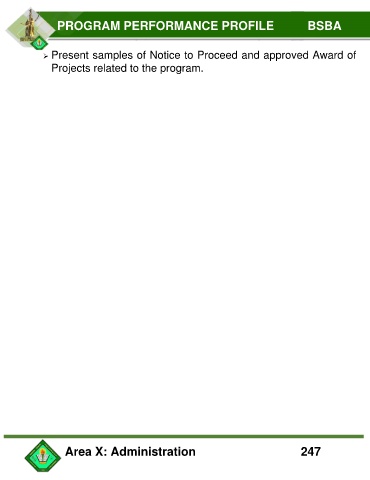 PROGRAM PERFORMANCE PROFILE BSBA
➢ Present samples of Notice to Proceed and approved Award of
Projects related to the program.
Area X: Administration 247